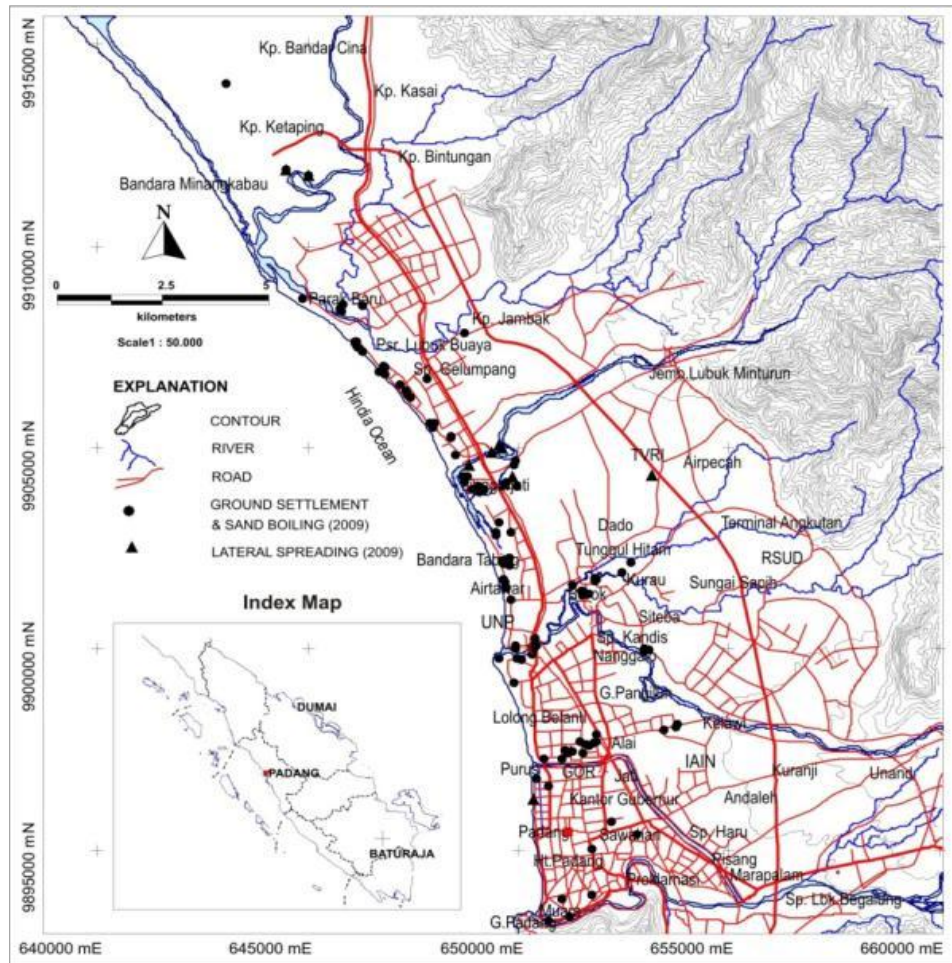 9915000 mN
9910000 mN
9905000 mN
9900000 mN
9895000 mN
Kp. Bandar Cina
Kp. Kasai
Kp. Ketaping
Kp. Bintungan
Bandara Minangkabau
N
0 2.5 5
kilometers
Scale1 : 50.000
Parak Baru
Kp. Jambak
Psr. Lubuk Buaya
Sp. Gelumpang
Jemb.Lubuk Minturun
EXPLANATION
CONTOUR
RIVER
ROAD
GROUND SETTLEMENT
& SAND BOILING (2009)
LATERAL SPREADING (2009)
Hindia Ocean
TVRI
Airpecah
Dado
Terminal Angkutan
Tunggul Hitam
RSUD
Bandara Tabing
Kurau
Sungai Sapih
Airtawar
Siteba
UNP
Sp. Kandis
Nanggalo
G.Pangilun
Lolong Belanti
Kelawi
Alai
IAIN
Purus
GOR
Jati
Kuranji
Unand
Kantor Gubernur
Andaleh
Padang
Sawahan
Sp. Haru
Ht.Padang
Pisang
Marapalam
Proklamasi
Sp. Lbk.Begalung
Muara
G.Padang
Index Map
DUMAI
PADANG
BATURAJA
640000 mE 645000 mE 650000 mE 655000 mE 660000 mE